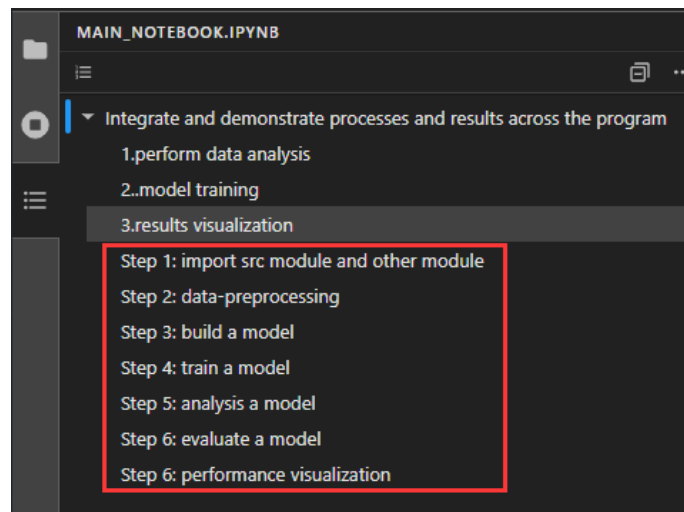 MAIN_NOTEBOOK.IPYNB
Integrate and demonstrate processes and results across the program
1.perform data analysis
2..model training
3.results visualization
Step 1: import src module and other module
Step 2: data-preprocessing
Step 3: build a model
Step 4: train a model
Step 5: analysis a model
Step 6: evaluate a model
Step 6: performance visualization